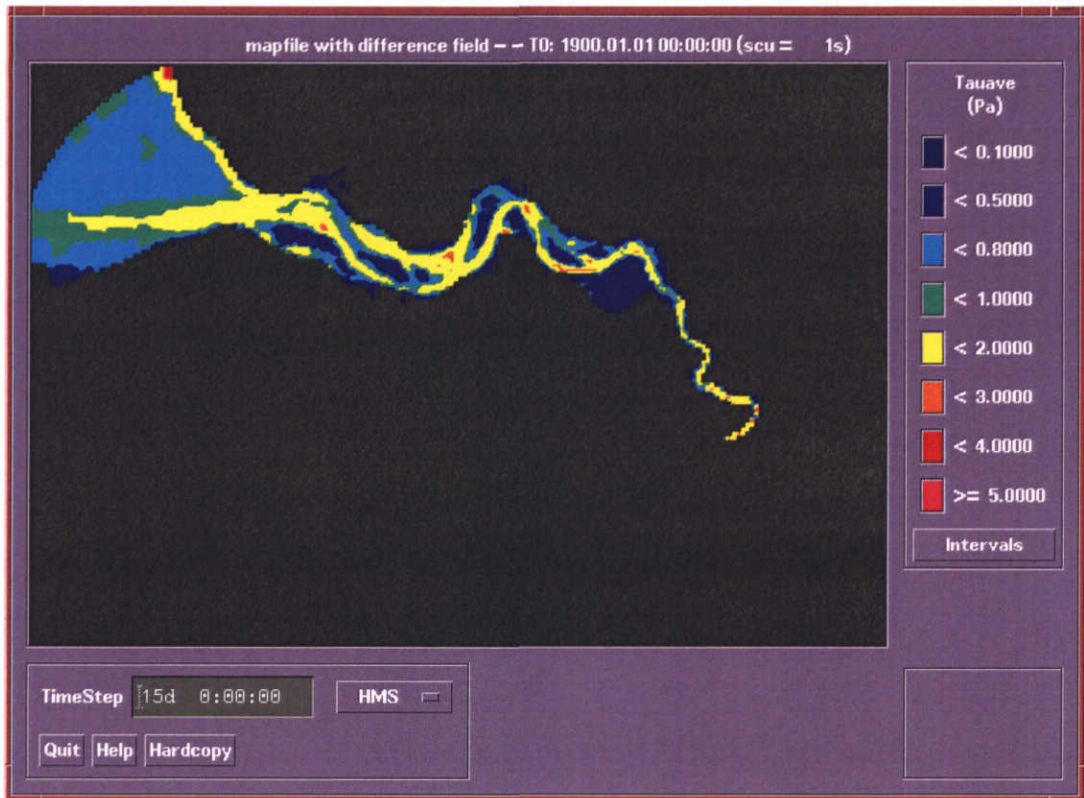 mapfile with difference field – – T0: 1900.01.01 00:00:00 (scu = 1s)
Tauave
(Pa)
< 0.1000
< 0.5000
< 0.8000
< 1.0000
< 2.0000
< 3.0000
< 4.0000
>= 5.0000
Intervals
TimeStep 15d 0:00:00 HMS
Quit Help Hardcopy